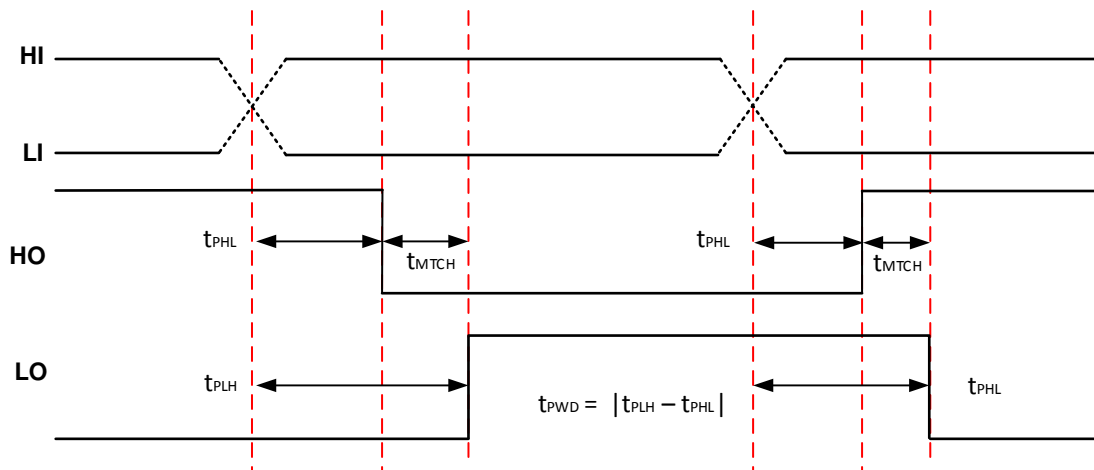 HI
LI
HO
tPHL
tMTCH
tPHL
tMTCH
LO
tPLH
tPWD = |tPLH – tPHL|
tPHL